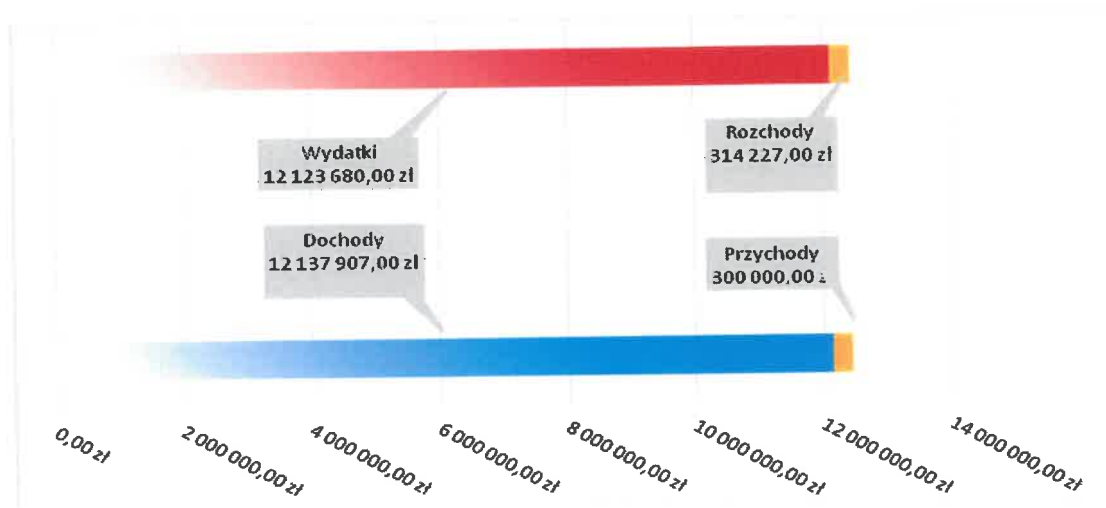 Wydatki
12 123 680,00 zł
Rozchody
314 227,00 zł
Dochody
12 137 907,00 zł
Przychody
300 000,00
0,00 zł
2 000 000,00 zł
4 000 000,00 zł
6 000 000,00 zł
8 000 000,00 zł
10 000 000,00 zł
12 000 000,00 zł
14 000 000,00 zł